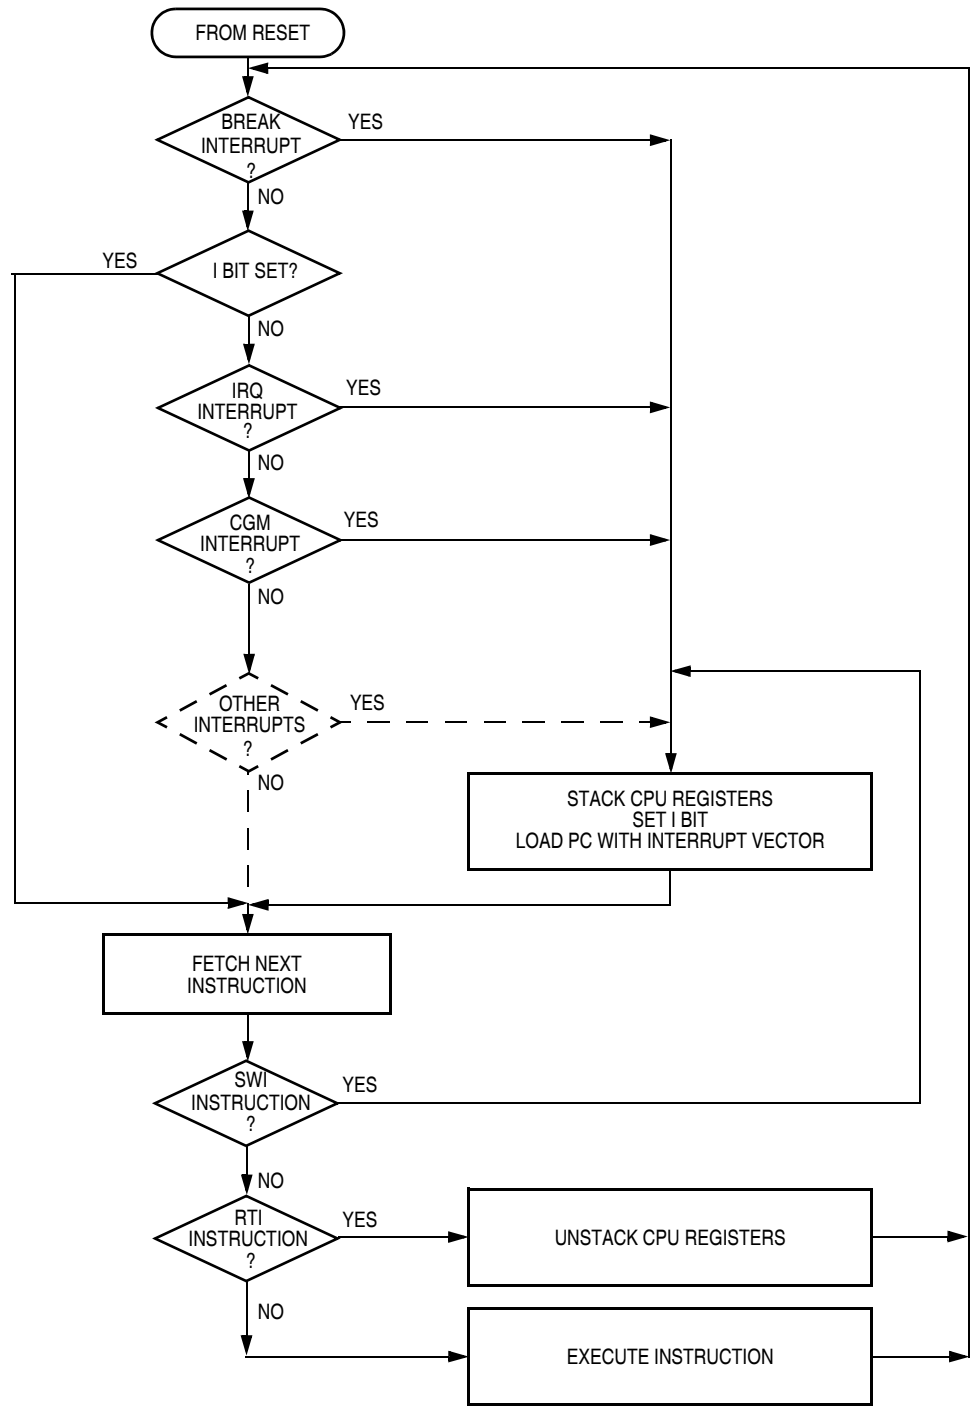 FROM RESET
BREAK
INTERRUPT
?
YES
NO
YES
I BIT SET?
NO
IRQ
INTERRUPT
?
YES
NO
CGM
INTERRUPT
?
YES
NO
OTHER
INTERRUPTS
?
YES
NO
STACK CPU REGISTERS
SET I BIT
LOAD PC WITH INTERRUPT VECTOR
FETCH NEXT
INSTRUCTION
SWI
INSTRUCTION
?
YES
NO
RTI
INSTRUCTION
?
YES
UNSTACK CPU REGISTERS
NO
EXECUTE INSTRUCTION